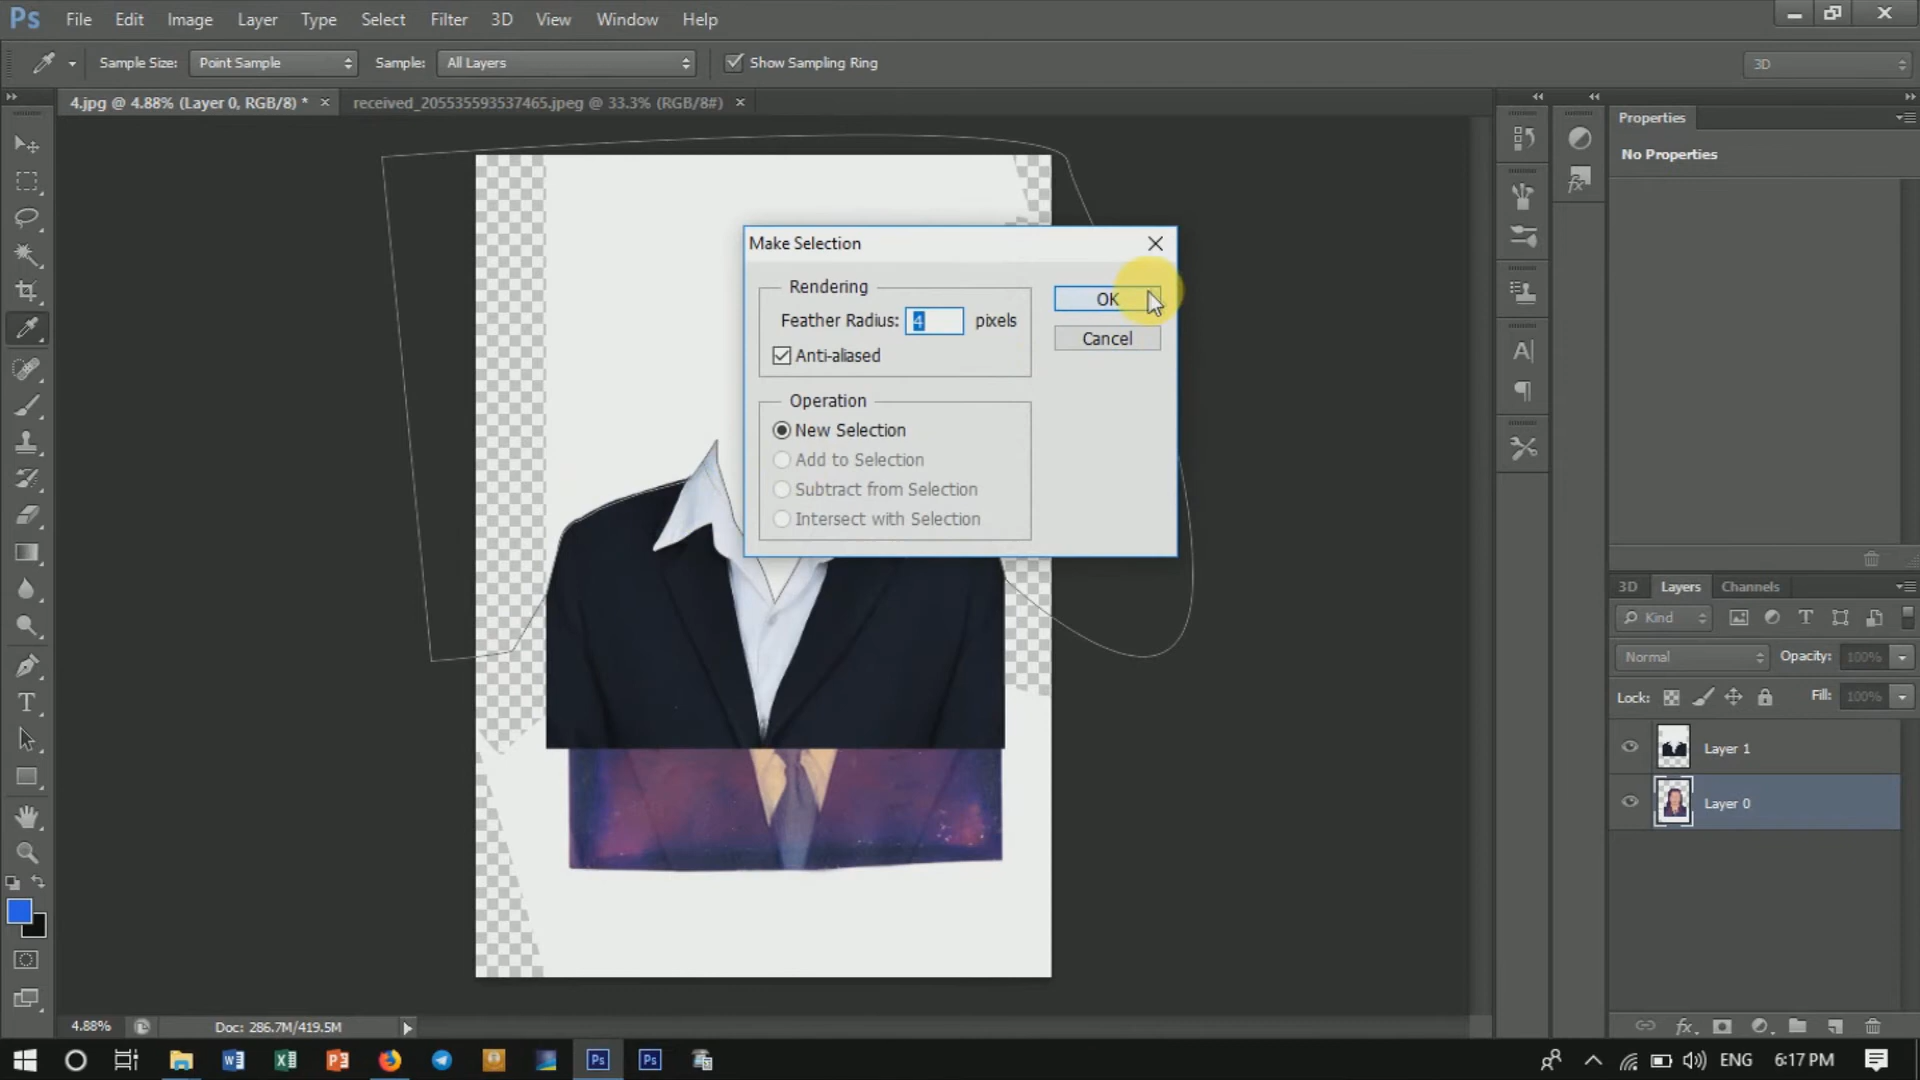 Ps File Edit Image Layer Type Select Filter 3D View Window Help
Sample Size: Point Sample Sample: All Layers Show Sampling Ring 3D
4.jpg @ 4.88% (Layer 0, RGB/8) * × received_205535593537465.jpeg @ 33.3% (RGB/8#) ×
Properties
No Properties
Make Selection
Rendering
Feather Radius: 4 pixels
Anti-aliased
OK
Cancel
Operation
New Selection
Add to Selection
Subtract from Selection
Intersect with Selection
3D Layers Channels
Kind
Normal Opacity: 100%
Lock: Fill: 100%
Layer 1
Layer 0
4.88% Doc: 286.7M/419.5M
ENG 6:17 PM